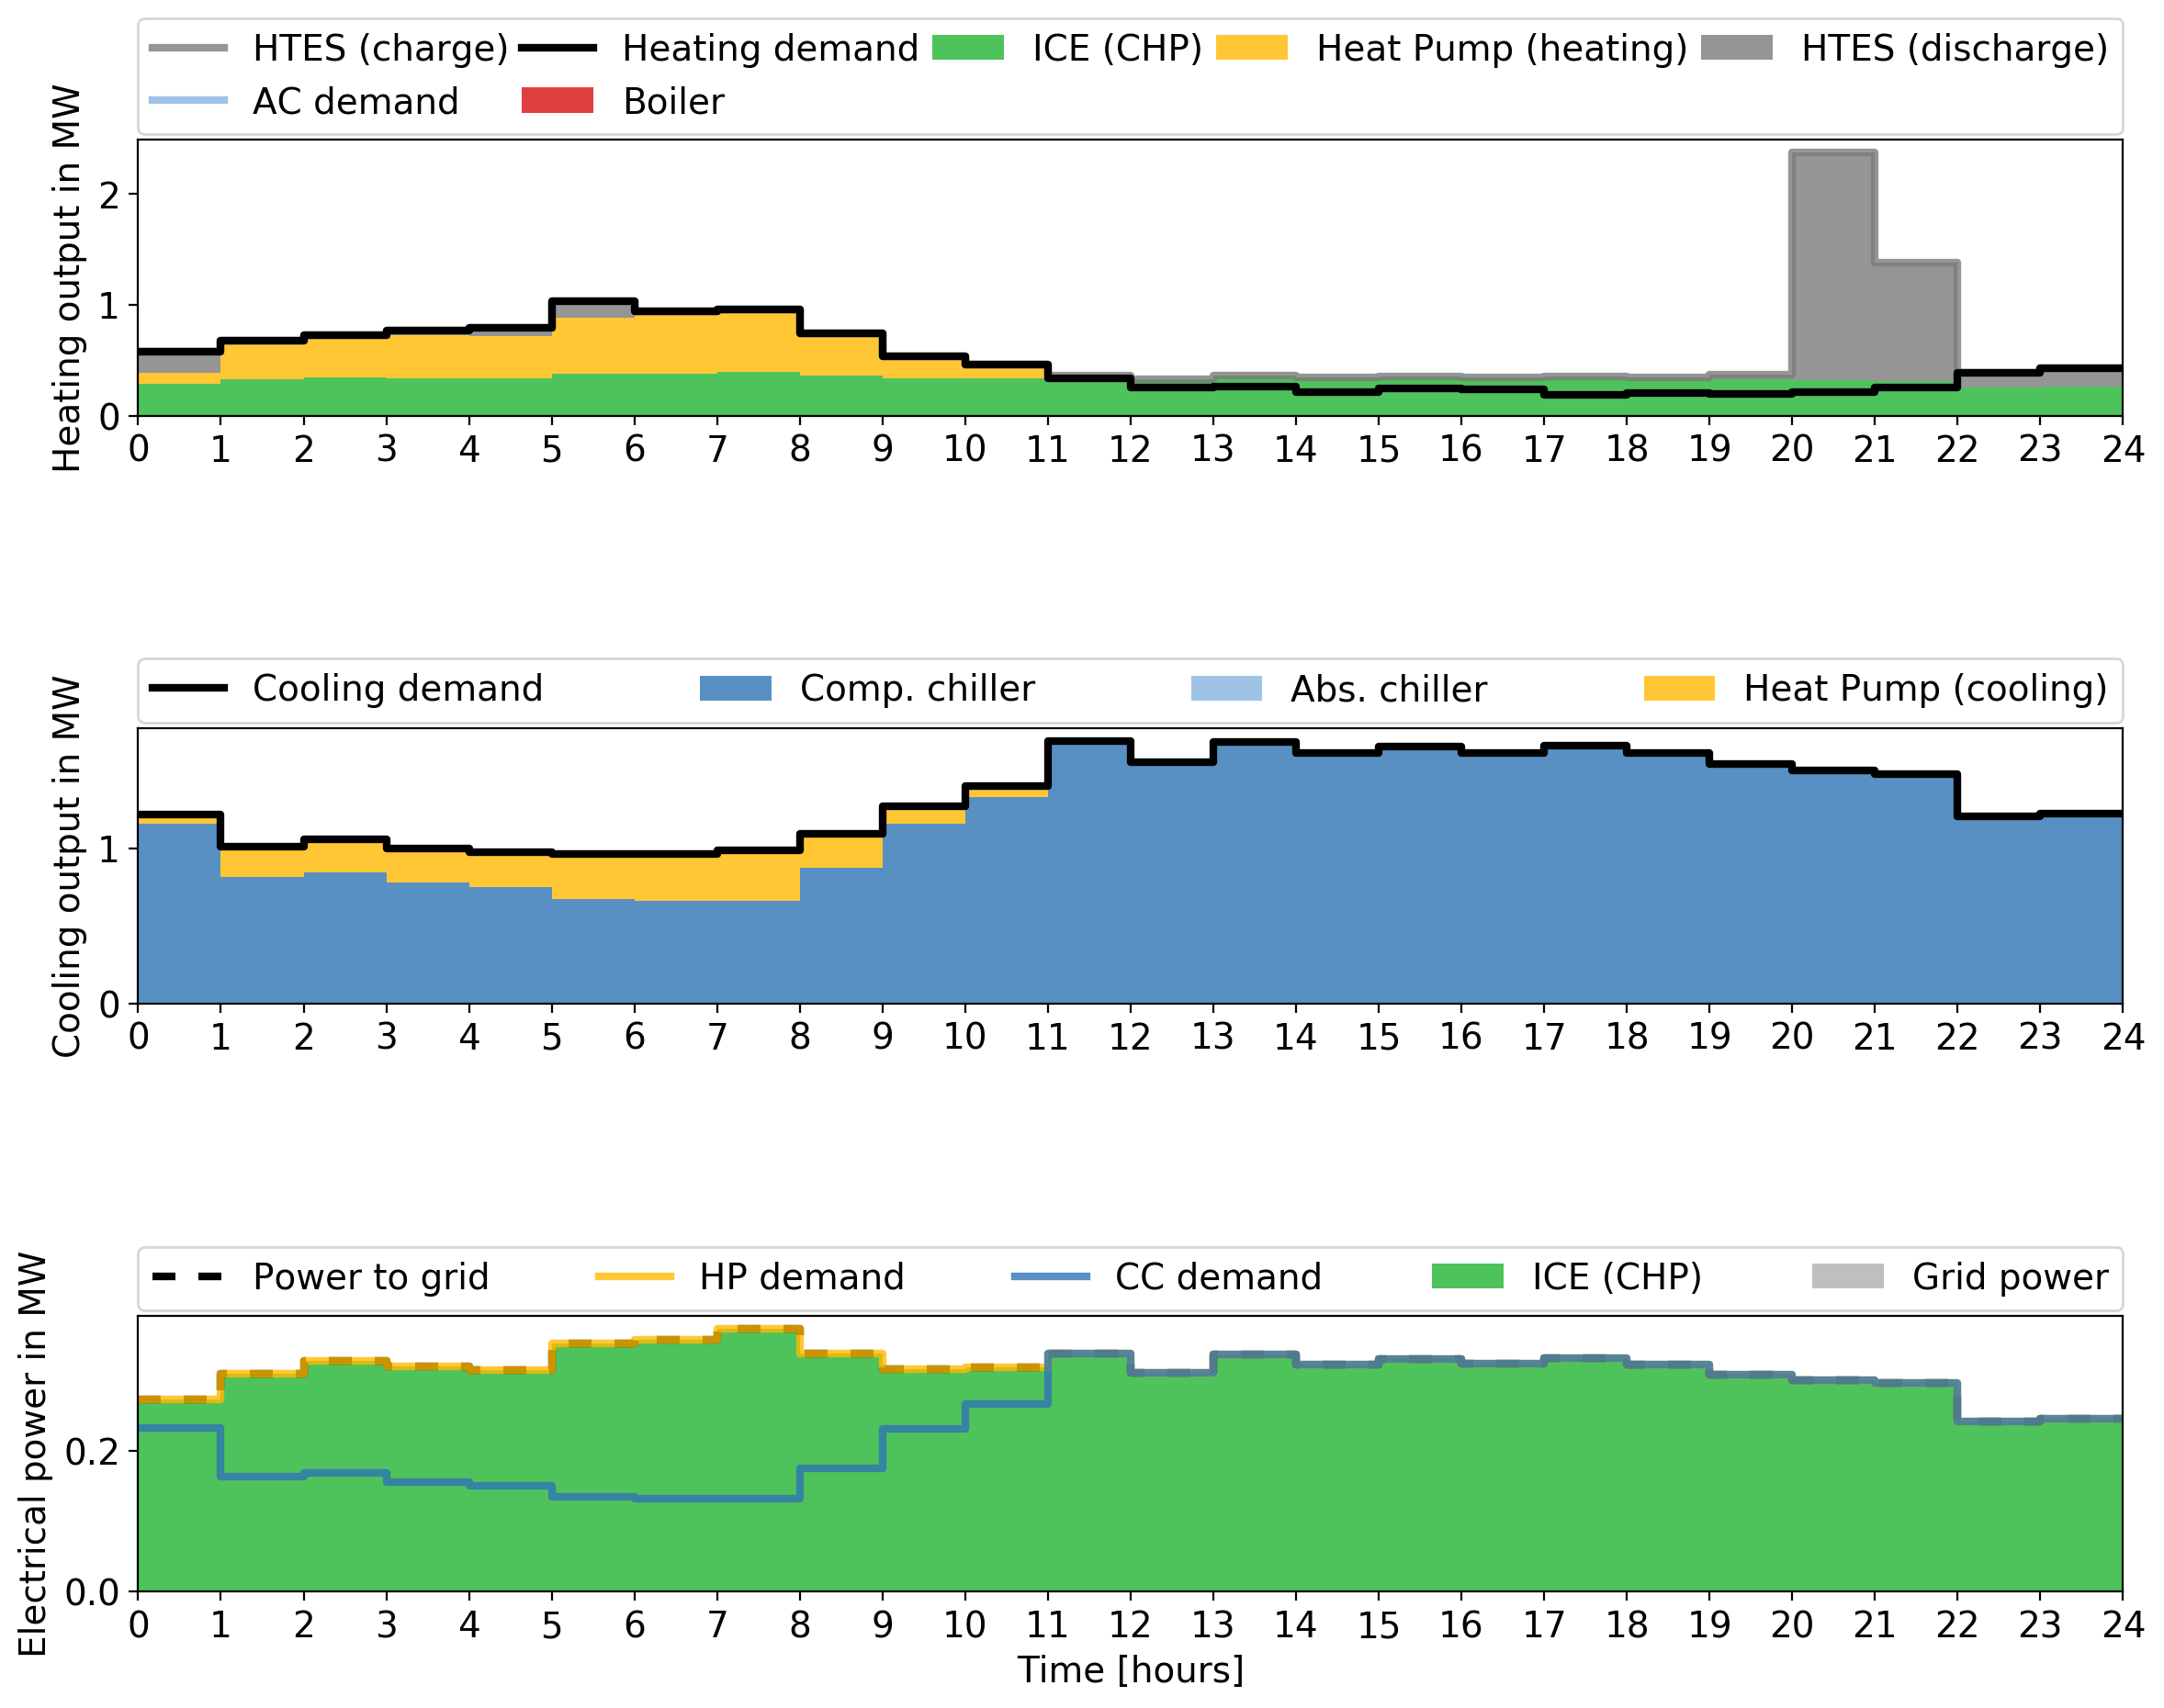 HTES (charge) Heating demand ICE (CHP) Heat Pump (heating) HTES (discharge)
AC demand Boiler
Heating output in MW
2
1
0
0 1 2 3 4 5 6 7 8 9 10 11 12 13 14 15 16 17 18 19 20 21 22 23 24
Cooling demand Comp. chiller Abs. chiller Heat Pump (cooling)
Cooling output in MW
1
0
0 1 2 3 4 5 6 7 8 9 10 11 12 13 14 15 16 17 18 19 20 21 22 23 24
Power to grid HP demand CC demand ICE (CHP) Grid power
Electrical power in MW
0.2
0.0
0 1 2 3 4 5 6 7 8 9 10 11 12 13 14 15 16 17 18 19 20 21 22 23 24
Time [hours]